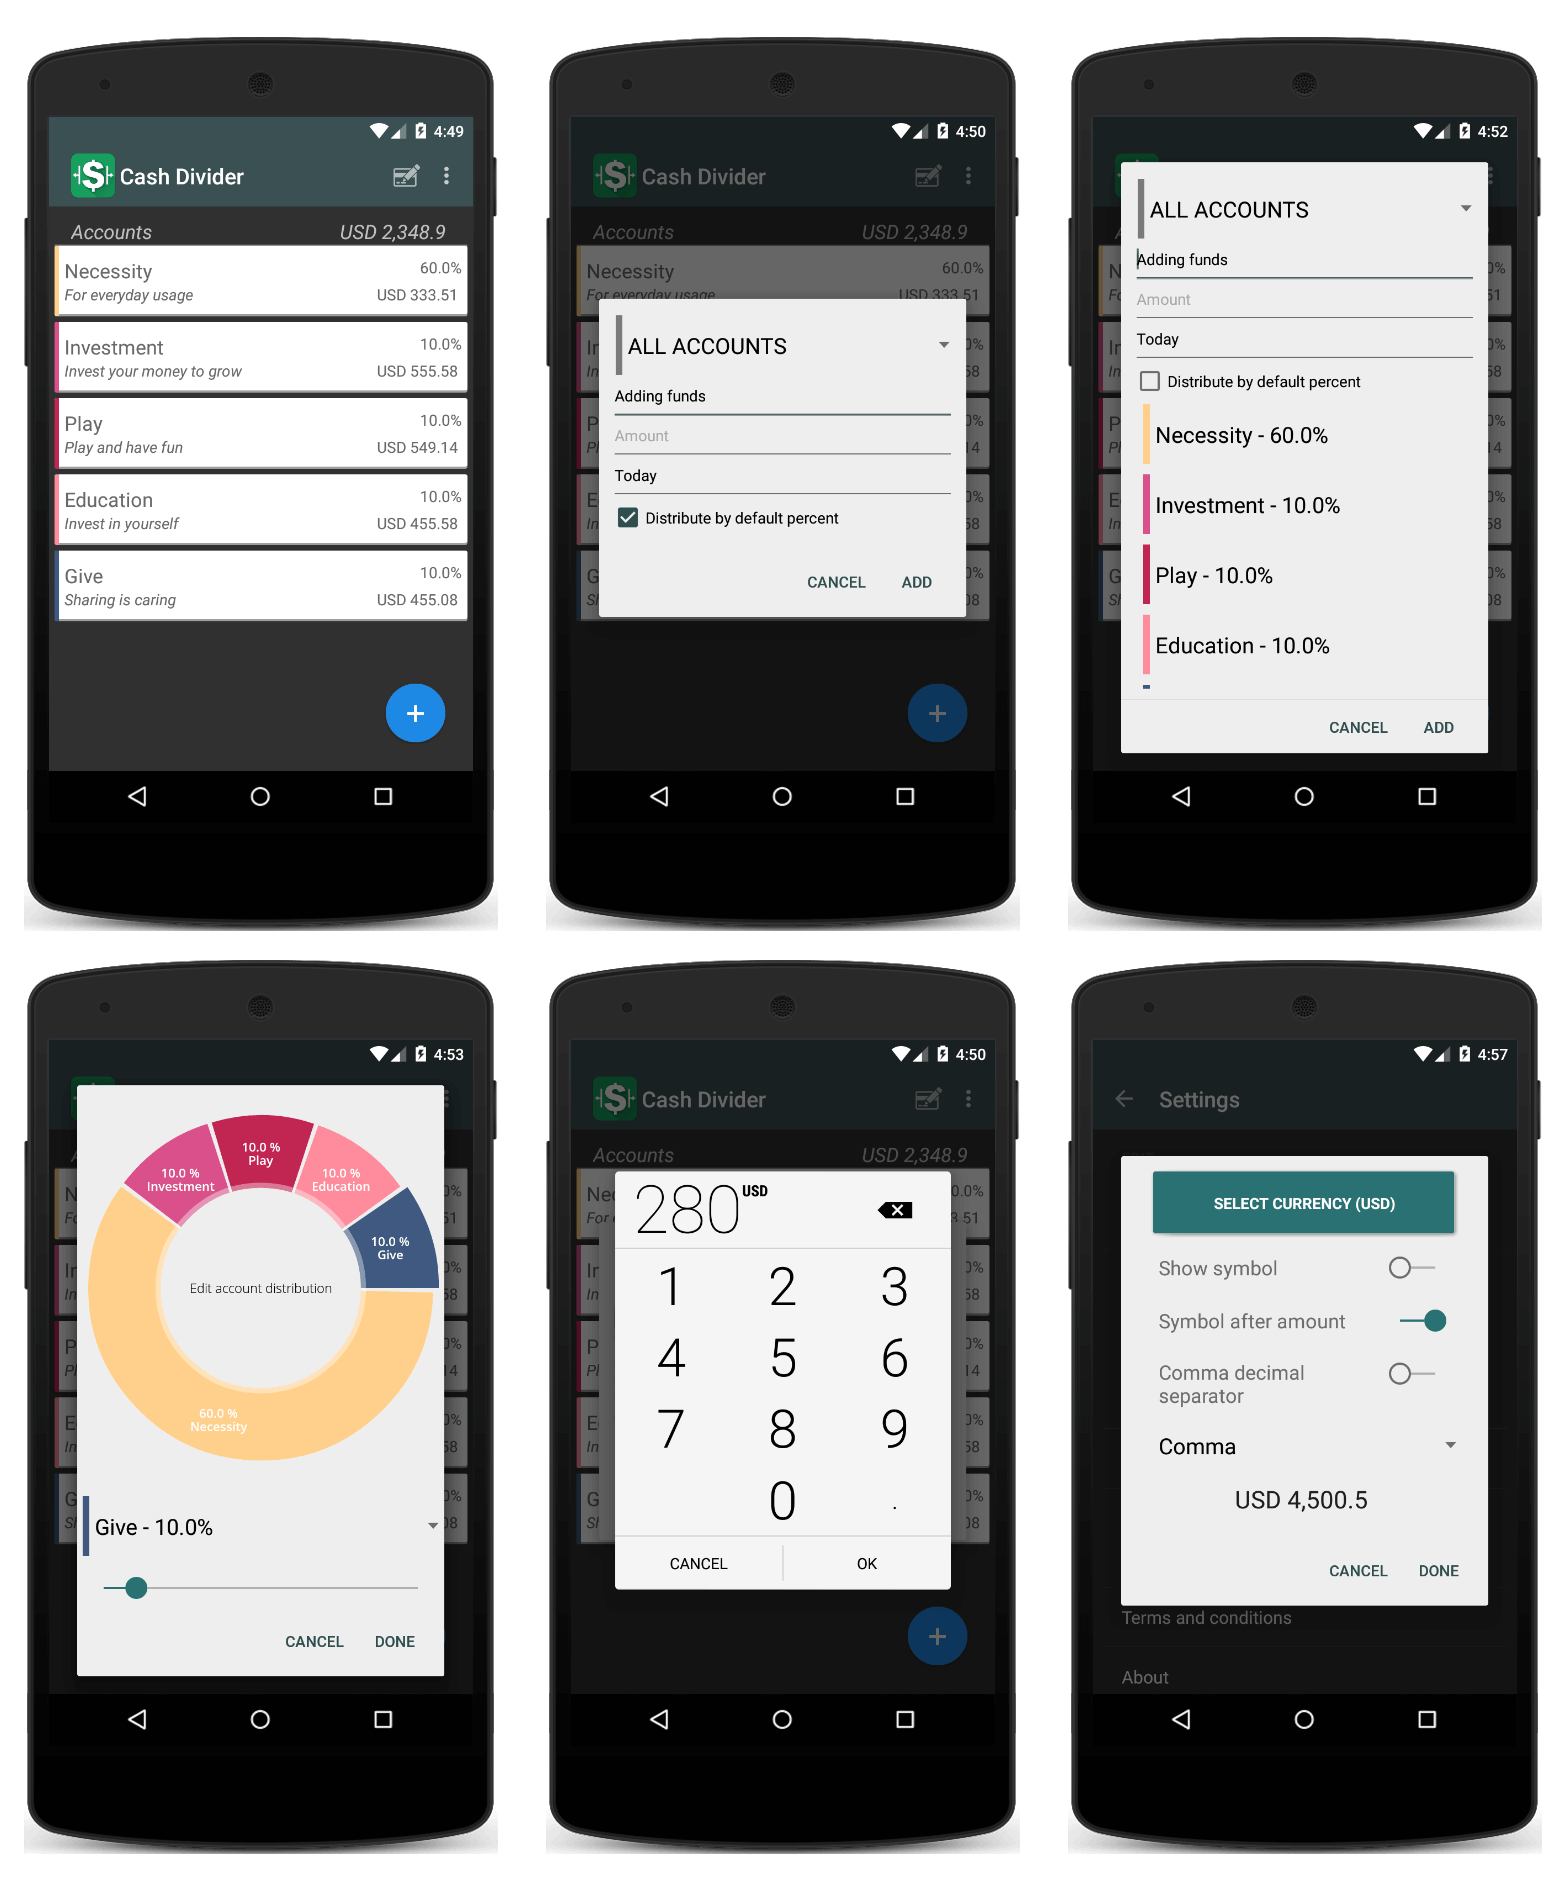 4:49
Cash Divider
Accounts USD 2,348.9
Necessity 60.0%
For everyday usage USD 333.51
Investment 10.0%
Invest your money to grow USD 555.58
Play 10.0%
Play and have fun USD 549.14
Education 10.0%
Invest in yourself USD 455.58
Give 10.0%
Sharing is caring USD 455.08
+
4:50
Cash Divider
Accounts USD 2,348.9
Necessity 60.0%
For everyday usage USD 333.51
ALL ACCOUNTS
Adding funds
Amount
Today
Distribute by default percent
CANCEL ADD
+
4:52
ALL ACCOUNTS
Adding funds
Amount
Today
Distribute by default percent
Necessity - 60.0%
Investment - 10.0%
Play - 10.0%
Education - 10.0%
CANCEL ADD
4:53
10.0 %
Play
10.0 %
Investment
10.0 %
Education
10.0 %
Give
Edit account distribution
60.0 %
Necessity
Give - 10.0%
CANCEL DONE
4:50
Cash Divider
Accounts USD 2,348.9
280 USD
1 2 3
4 5 6
7 8 9
0 .
CANCEL OK
+
4:57
Settings
SELECT CURRENCY (USD)
Show symbol
Symbol after amount
Comma decimal
separator
Comma
USD 4,500.5
CANCEL DONE
Terms and conditions
About